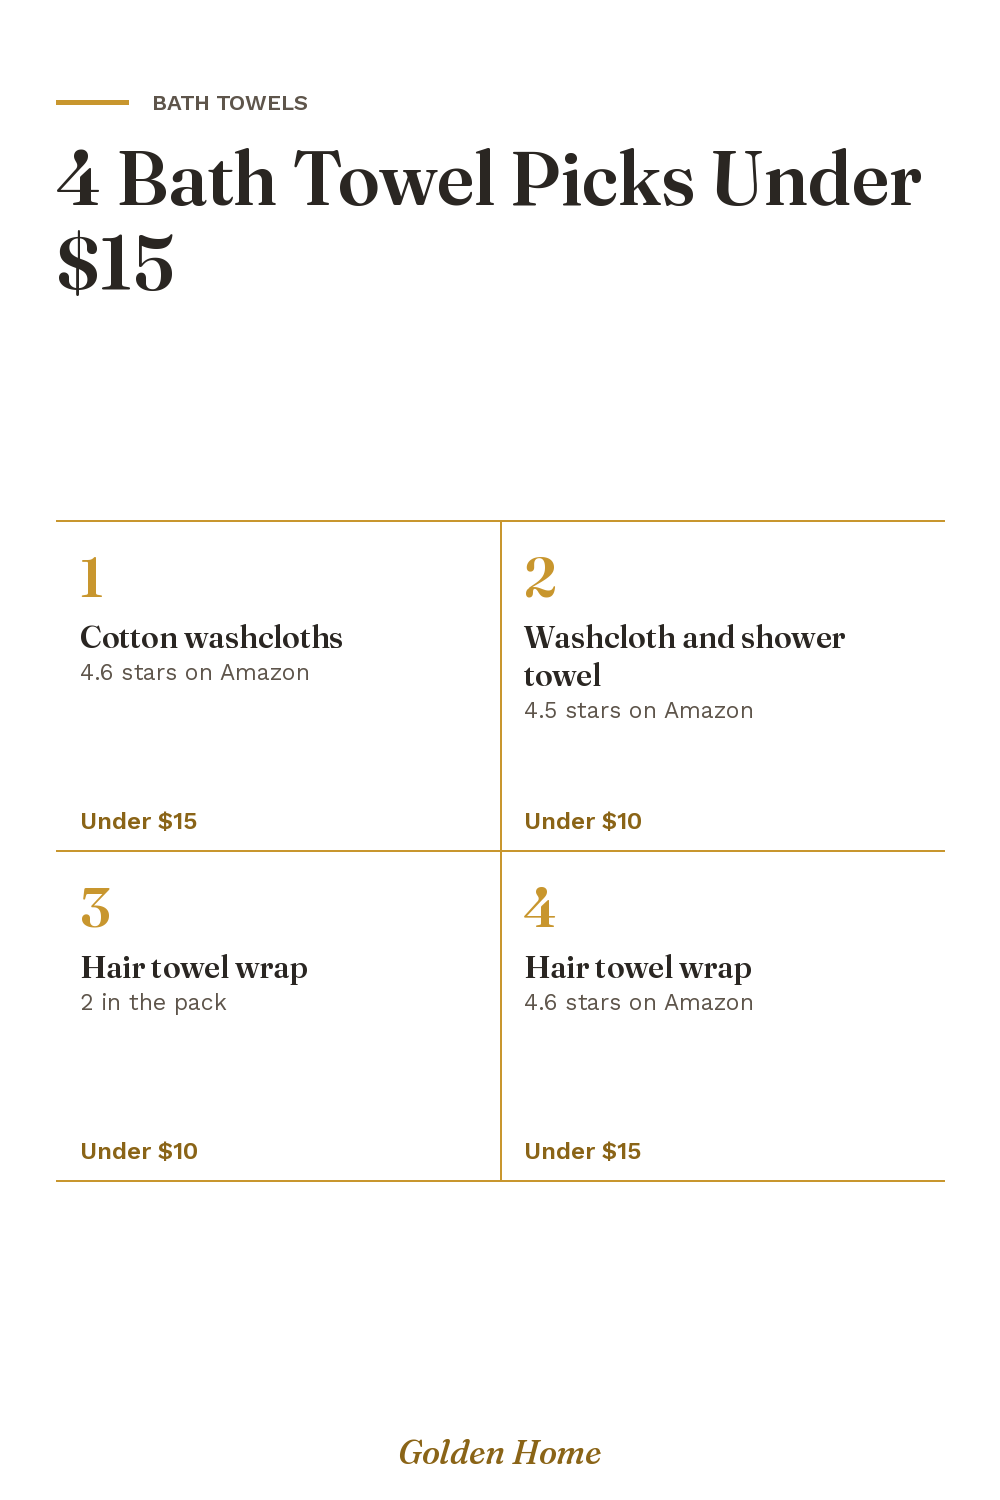 BATH TOWELS
4 Bath Towel Picks Under
$15
1
Cotton washcloths
4.6 stars on Amazon
Under $15
2
Washcloth and shower
towel
4.5 stars on Amazon
Under $10
3
Hair towel wrap
2 in the pack
Under $10
4
Hair towel wrap
4.6 stars on Amazon
Under $15
Golden Home